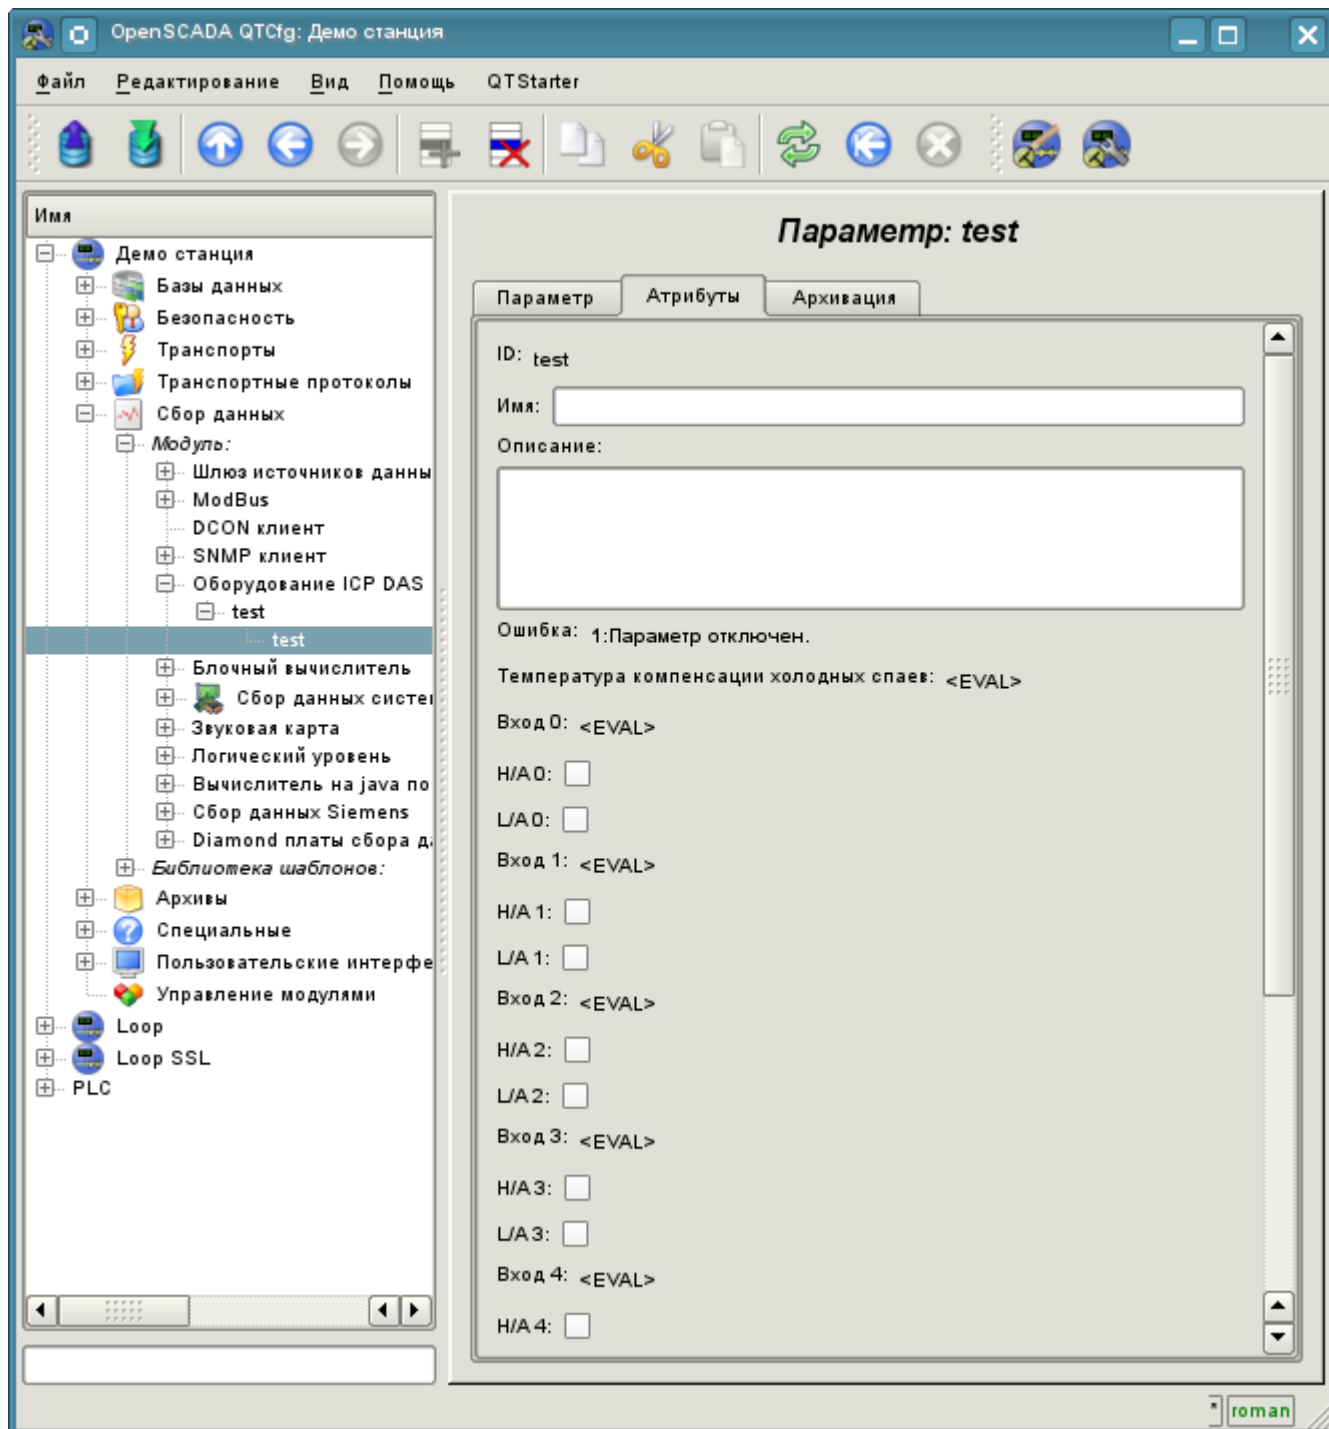 OpenSCADA QTCfg: Демо станция
Файл Редактирование Вид Помощь QTStarter
Имя
Демо станция
Базы данных
Безопасность
Транспорты
Транспортные протоколы
Сбор данных
Модуль:
Шлюз источников данны
ModBus
DCON клиент
SNMP клиент
Оборудование ICP DAS
test
test
Блочный вычислитель
Сбор данных систе
Звуковая карта
Логический уровень
Вычислитель на java по
Сбор данных Siemens
Diamond платы сбора д
Библиотека шаблонов:
Архивы
Специальные
Пользовательские интерфе
Управление модулями
Loop
Loop SSL
PLC
Параметр: test
Параметр Атрибуты Архивация
ID: test
Имя:
Описание:
Ошибка: 1:Параметр отключен.
Температура компенсации холодных спаев: <EVAL>
Вход 0: <EVAL>
H/A 0:
L/A 0:
Вход 1: <EVAL>
H/A 1:
L/A 1:
Вход 2: <EVAL>
H/A 2:
L/A 2:
Вход 3: <EVAL>
H/A 3:
L/A 3:
Вход 4: <EVAL>
H/A 4:
* roman